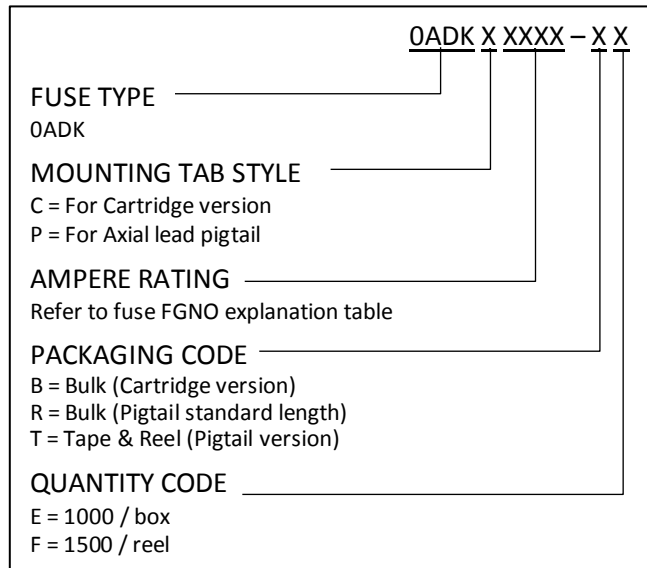 0ADK X XXXX – X X
FUSE TYPE
0ADK
MOUNTING TAB STYLE
C = For Cartridge version
P = For Axial lead pigtail
AMPERE RATING
Refer to fuse FGNO explanation table
PACKAGING CODE
B = Bulk (Cartridge version)
R = Bulk (Pigtail standard length)
T = Tape & Reel (Pigtail version)
QUANTITY CODE
E = 1000 / box
F = 1500 / reel